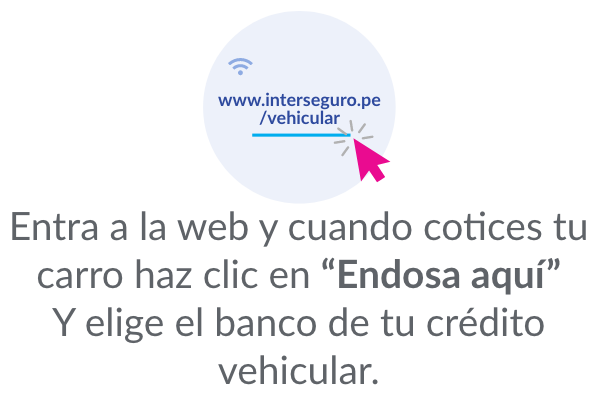 www.interseguro.pe
/vehicular
Entra a la web y cuando cotices tu
carro haz clic en “Endosa aquí”
Y elige el banco de tu crédito
vehicular.